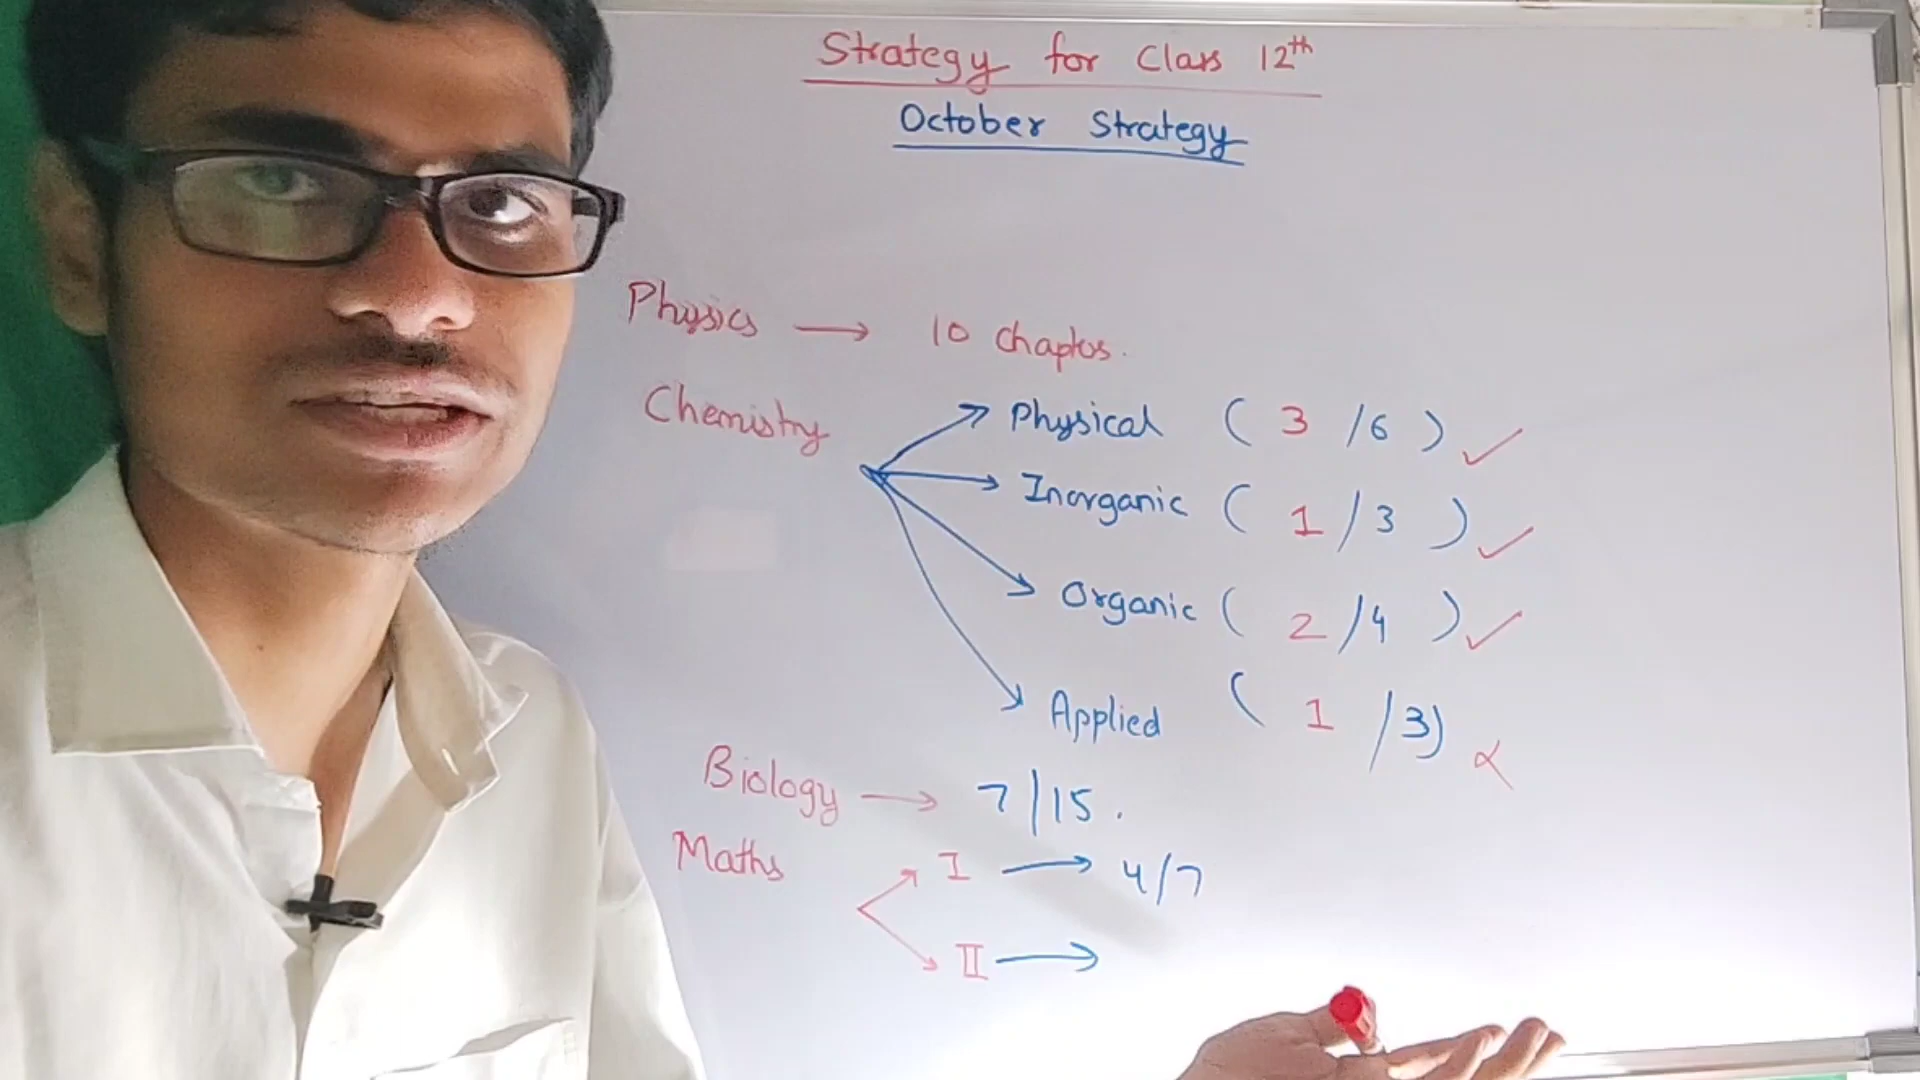 Strategy for Class 12th
October Strategy
Physics → 10 Chapters.
Chemistry
Physical ( 3 /6 ) ✓
Inorganic ( 1 / 3 ) ✓
Organic ( 2 / 4 ) ✓
Applied ( 1 / 3)
Biology → 7/15.
Maths
I → 4/7
II →